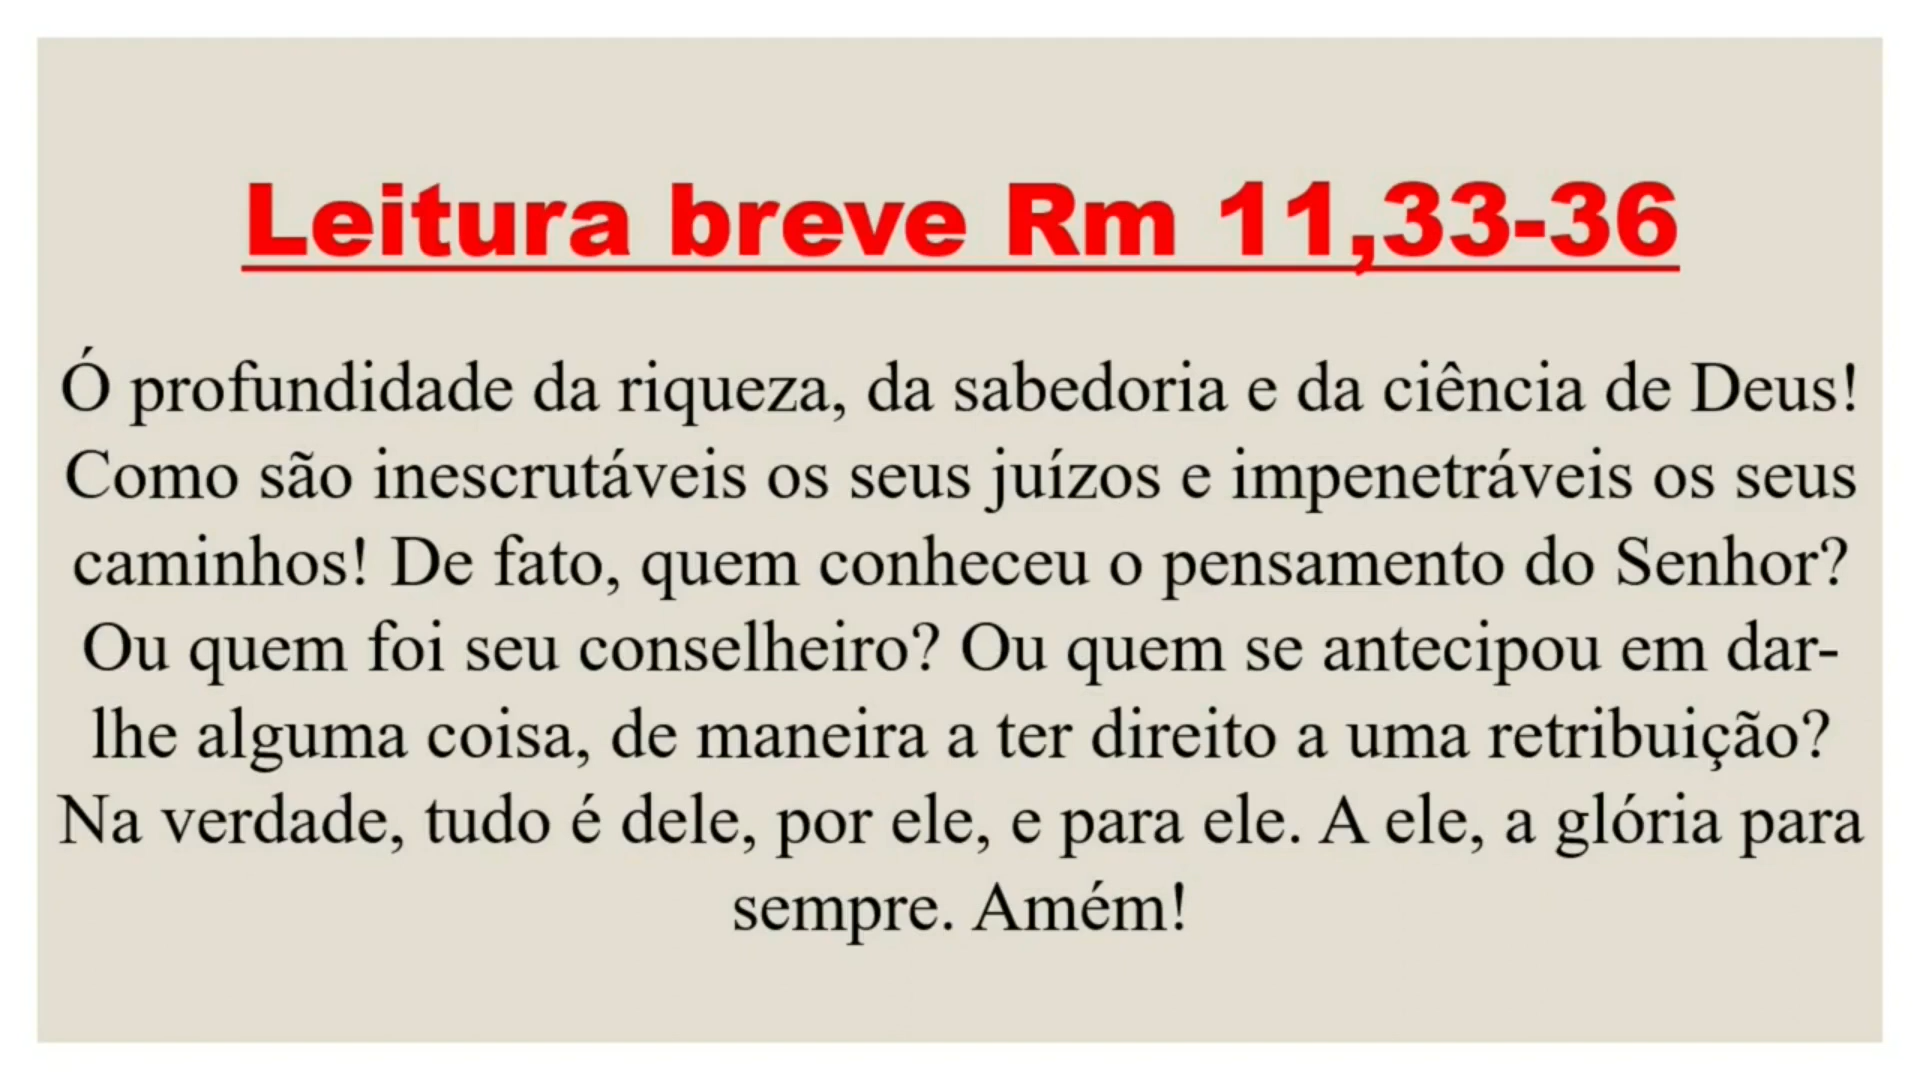 Leitura breve Rm 11,33-36
Ó profundidade da riqueza, da sabedoria e da ciência de Deus!
Como são inescrutáveis os seus juízos e impenetráveis os seus
caminhos! De fato, quem conheceu o pensamento do Senhor?
Ou quem foi seu conselheiro? Ou quem se antecipou em dar-
lhe alguma coisa, de maneira a ter direito a uma retribuição?
Na verdade, tudo é dele, por ele, e para ele. A ele, a glória para
sempre. Amém!